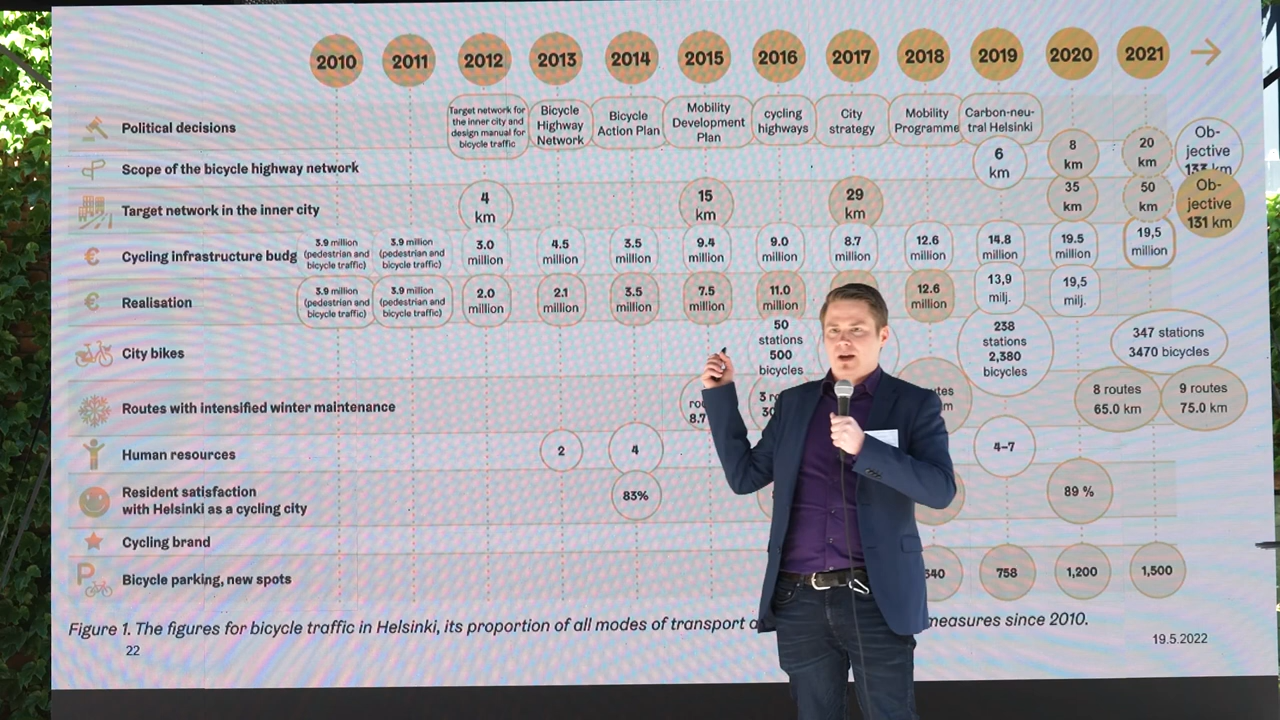 2010 2011 2012 2013 2014 2015 2016 2017 2018 2019 2020 2021
Political decisions
Target network for
the inner city and
design manual for
bicycle traffic
Bicycle
Highway
Network
Bicycle
Action Plan
Mobility
Development
Plan
cycling
highways
City
strategy
Mobility
Programme
Carbon-neu-
tral Helsinki
Scope of the bicycle highway network
6
km
8
km
20
km
Ob-
jective
km
Target network in the inner city
4
km
15
km
29
km
35
km
50
km
Ob-
jective
131 km
Cycling infrastructure budg
3.9 million
(pedestrian and
bicycle traffic)
3.9 million
(pedestrian and
bicycle traffic)
3.0
million
4.5
million
3.5
million
9.4
million
9.0
million
8.7
million
12.6
million
14.8
million
19.5
million
19,5
million
Realisation
3.9 million
(pedestrian and
bicycle traffic)
3.9 million
(pedestrian and
bicycle traffic)
2.0
million
2.1
million
3.5
million
7.5
million
11.0
million
12.6
million
13,9
milj.
19,5
milj.
City bikes
50
stations
500
bicycles
238
stations
2,380
bicycles
347 stations
3470 bicycles
Routes with intensified winter maintenance
8.7
8 routes
65.0 km
9 routes
75.0 km
Human resources
2
4
4–7
Resident satisfaction
with Helsinki as a cycling city
83%
89 %
Cycling brand
Bicycle parking, new spots
758
1,200
1,500
Figure 1. The figures for bicycle traffic in Helsinki, its proportion of all modes of transport measures since 2010.
22
19.5.2022